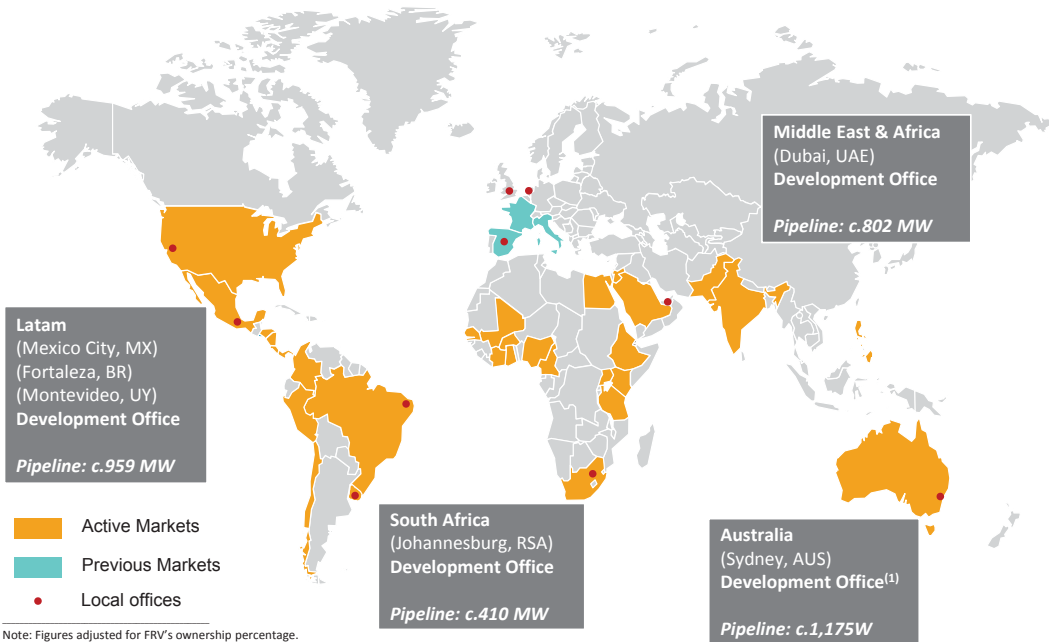 Middle East & Africa
(Dubai, UAE)
Development Office
Pipeline: c.802 MW
Latam
(Mexico City, MX)
(Fortaleza, BR)
(Montevideo, UY)
Development Office
Pipeline: c.959 MW
South Africa
(Johannesburg, RSA)
Development Office
Pipeline: c.410 MW
Australia
(Sydney, AUS)
Development Office(1)
Pipeline: c.1,175W
Active Markets
Previous Markets
Local offices
Note: Figures adjusted for FRV's ownership percentage.